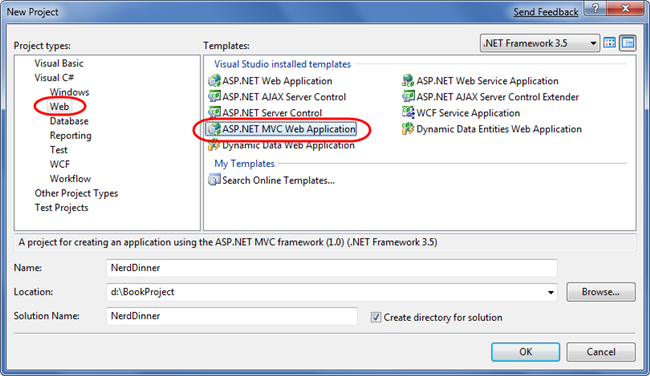 New Project
Send Feedback
Project types:
Templates:
.NET Framework 3.5
Visual Basic
Visual C#
Windows
Web
Database
Reporting
Test
WCF
Workflow
Other Project Types
Test Projects
Visual Studio installed templates
ASP.NET Web Application
ASP.NET Web Service Application
ASP.NET AJAX Server Control
ASP.NET AJAX Server Control Extender
ASP.NET Server Control
WCF Service Application
ASP.NET MVC Web Application
Dynamic Data Entities Web Application
Dynamic Data Web Application
My Templates
Search Online Templates...
A project for creating an application using the ASP.NET MVC framework (1.0) (.NET Framework 3.5)
Name:
NerdDinner
Location:
d:\BookProject
Browse...
Solution Name:
NerdDinner
Create directory for solution
OK
Cancel